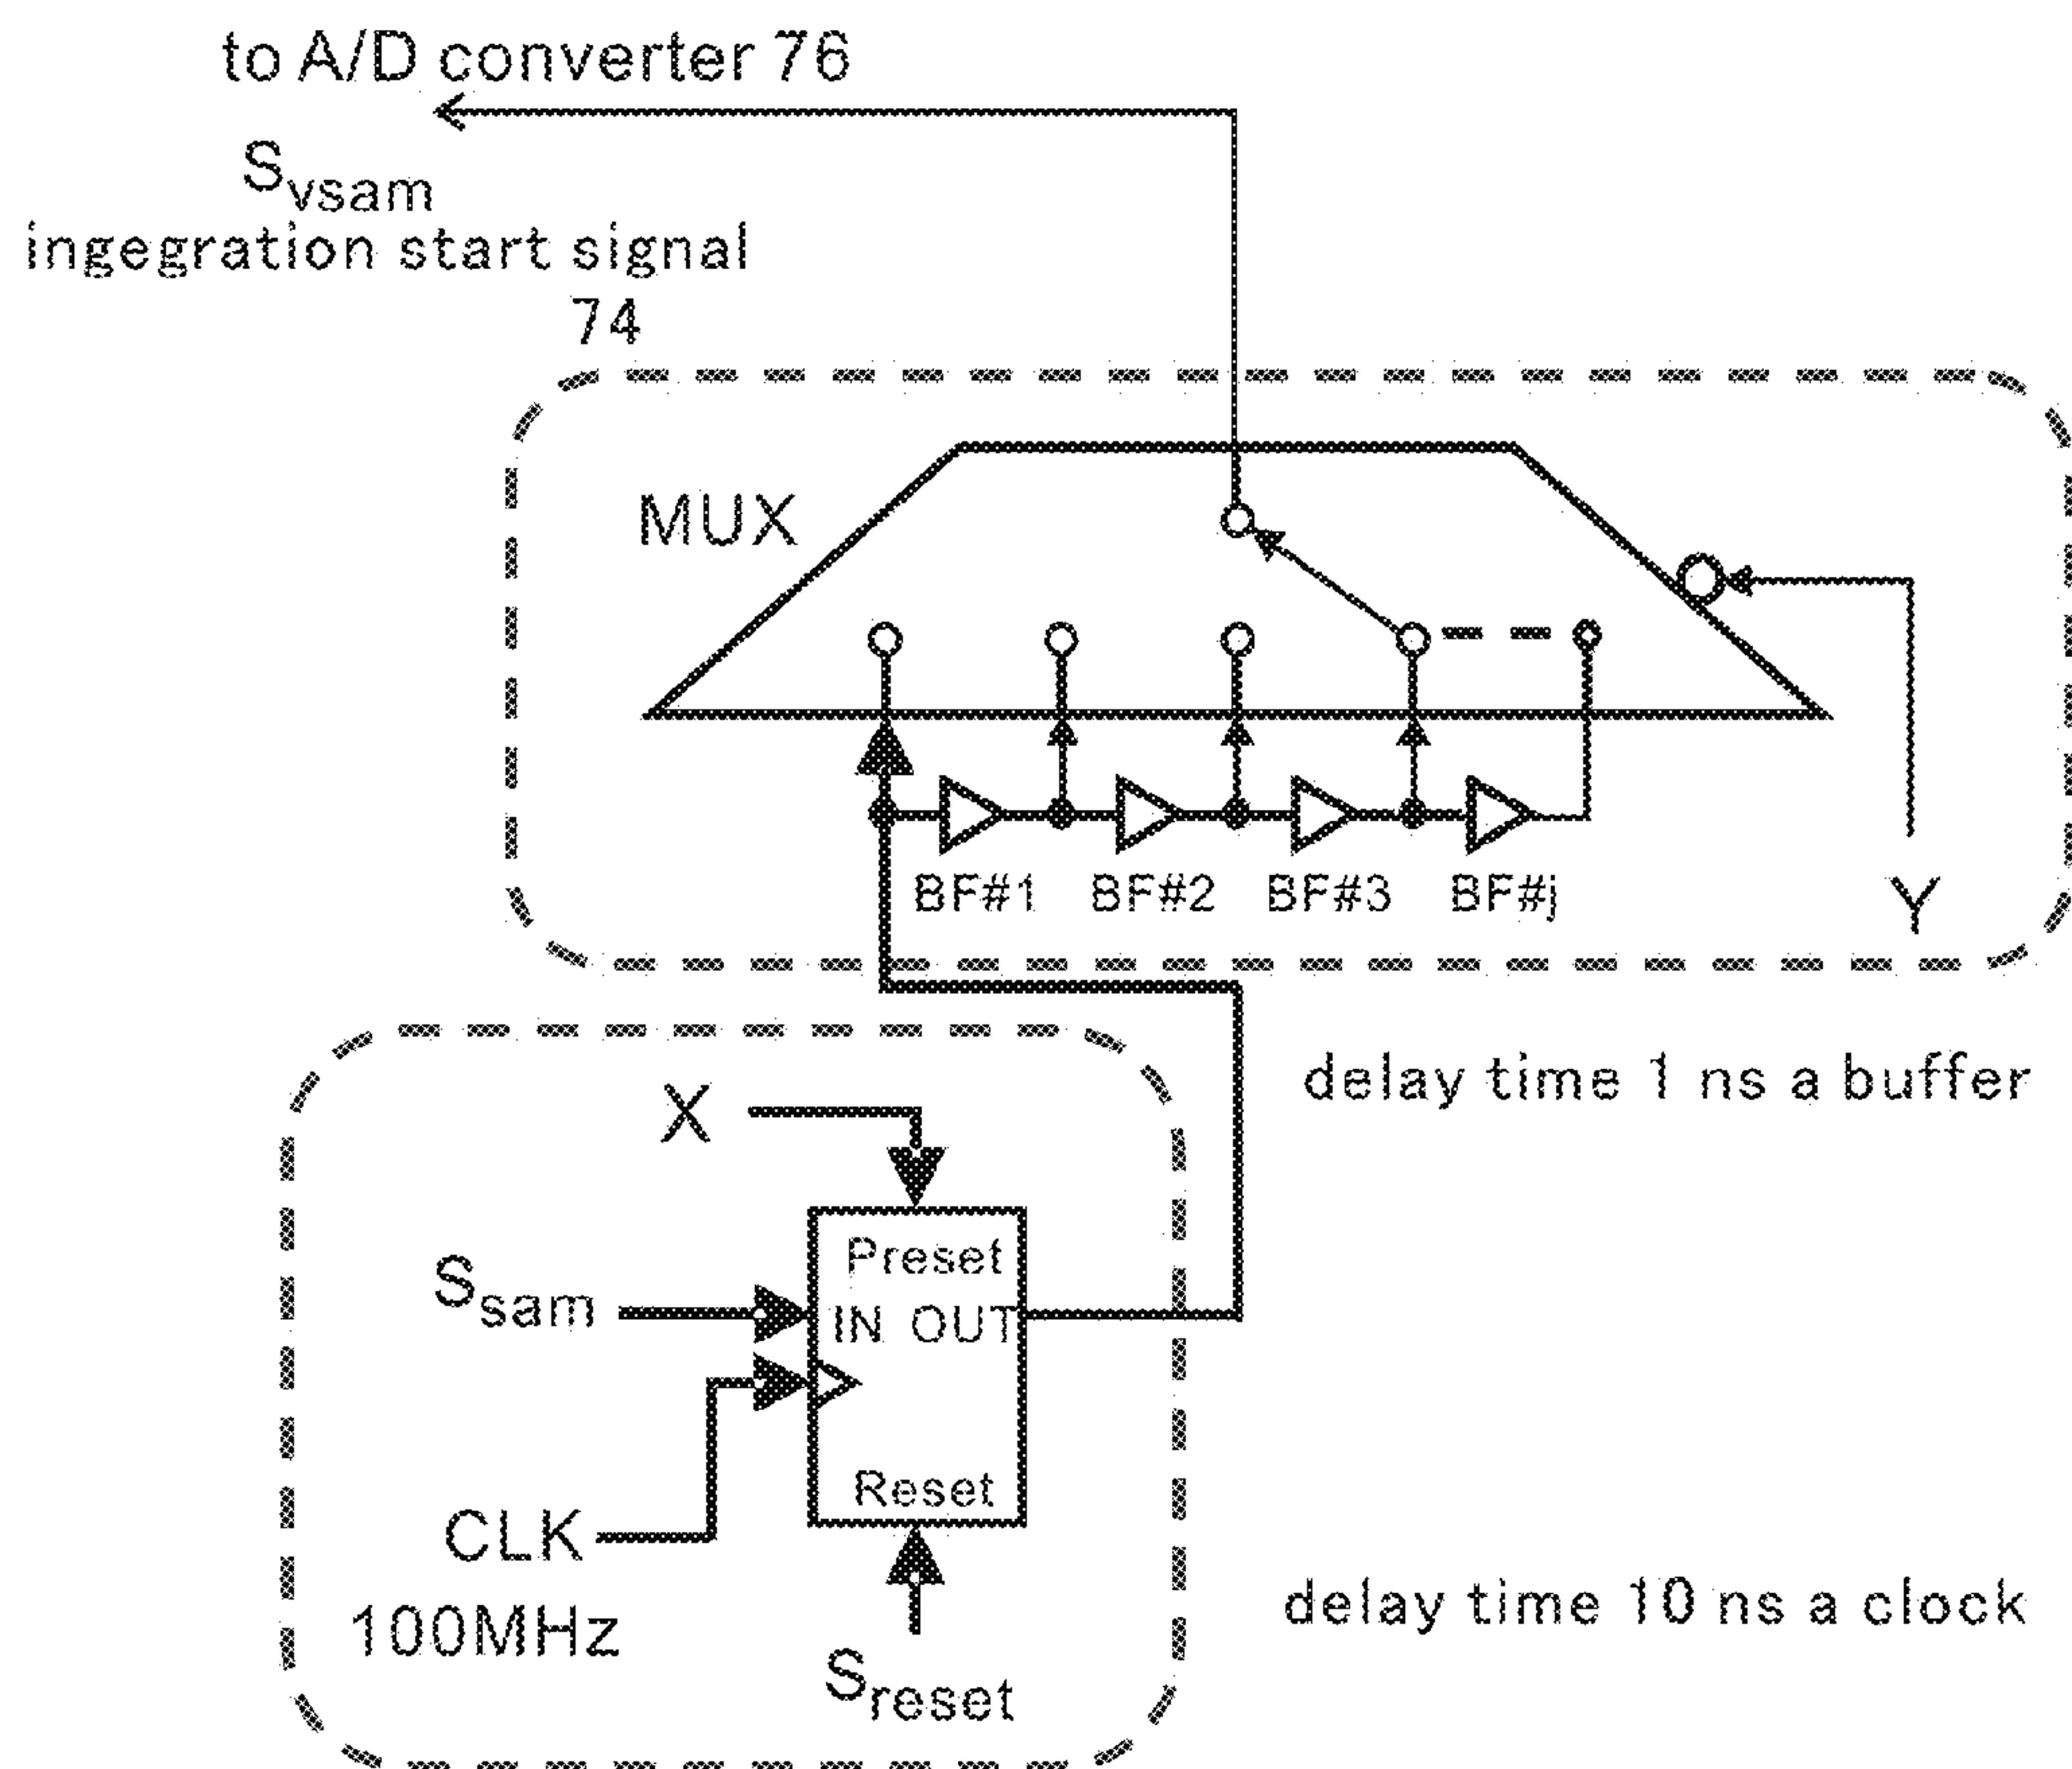 to A/D converter 76
Svsam
ingegration start signal
74
MUX
BF#1 BF#2 BF#3 BF#j
Y
delay time 1 ns a buffer
X
Preset
Ssam
IN OUT
Reset
CLK
100MHz
delay time 10 ns a clock
Sreset